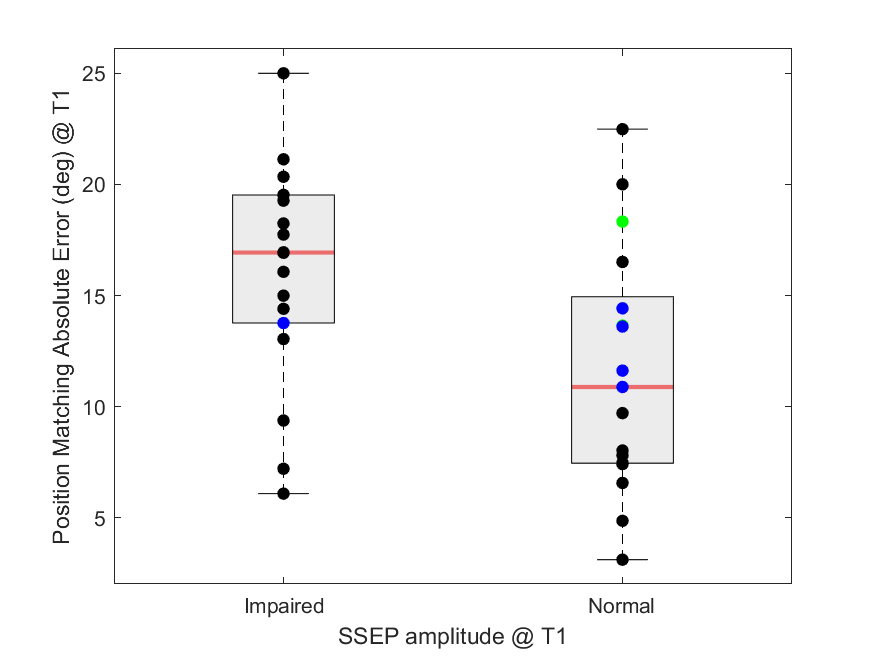 Position Matching Absolute Error (deg) @ T1
25
20
15
10
5
Impaired
Normal
SSEP amplitude @ T1